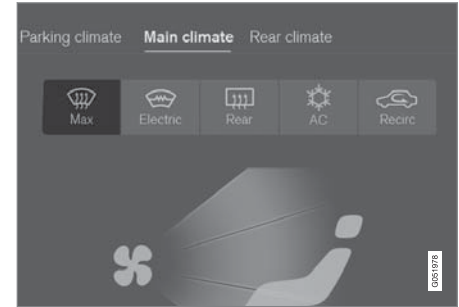 Parking climate Main climate Rear climate
Max Electric Rear AC Recirc
G051978